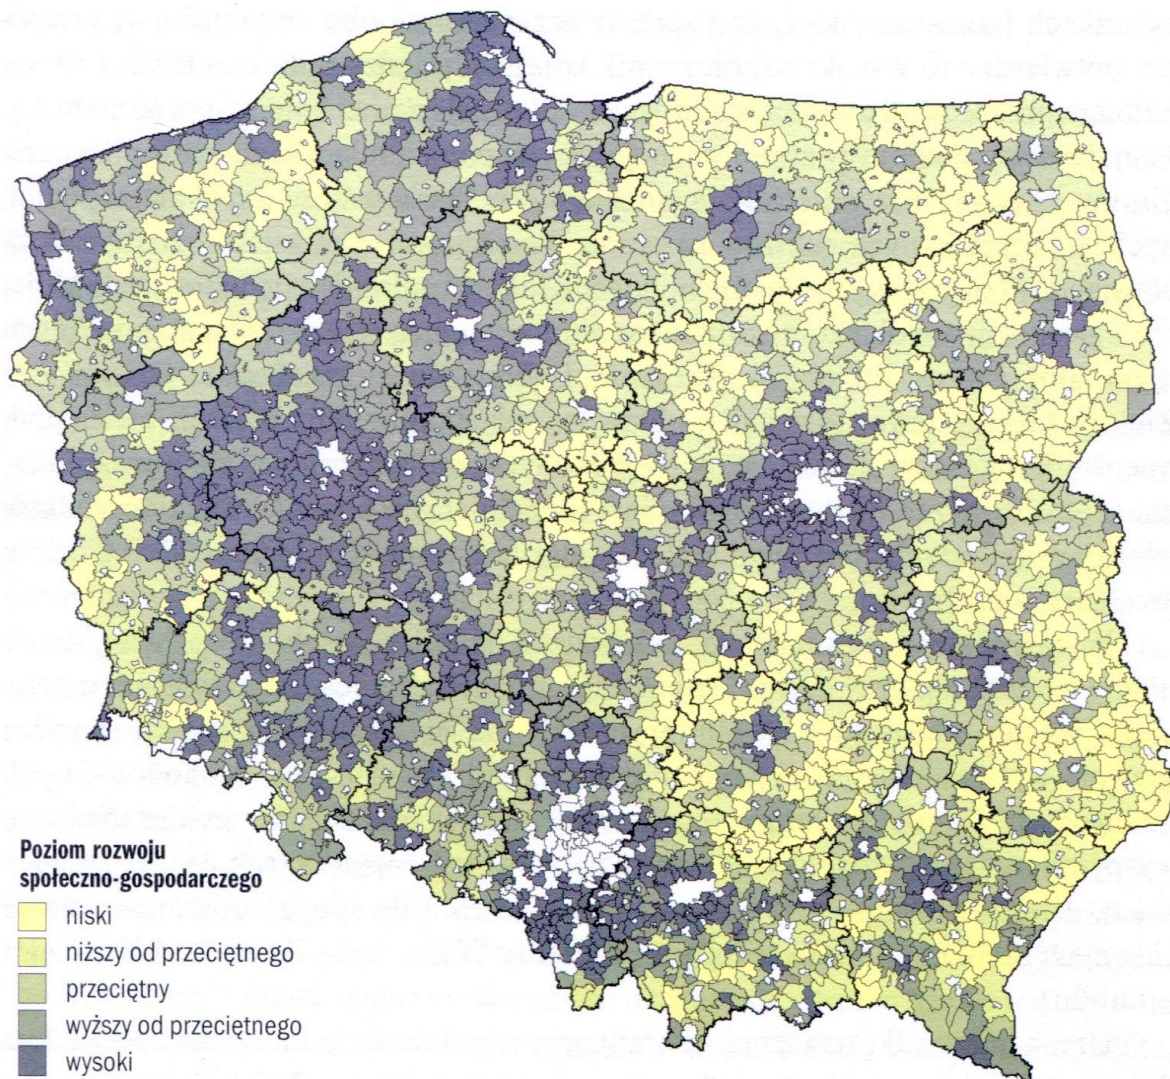 Poziom rozwoju
społeczno-gospodarczego
niski
niższy od przeciętnego
przeciętny
wyższy od przeciętnego
wysoki